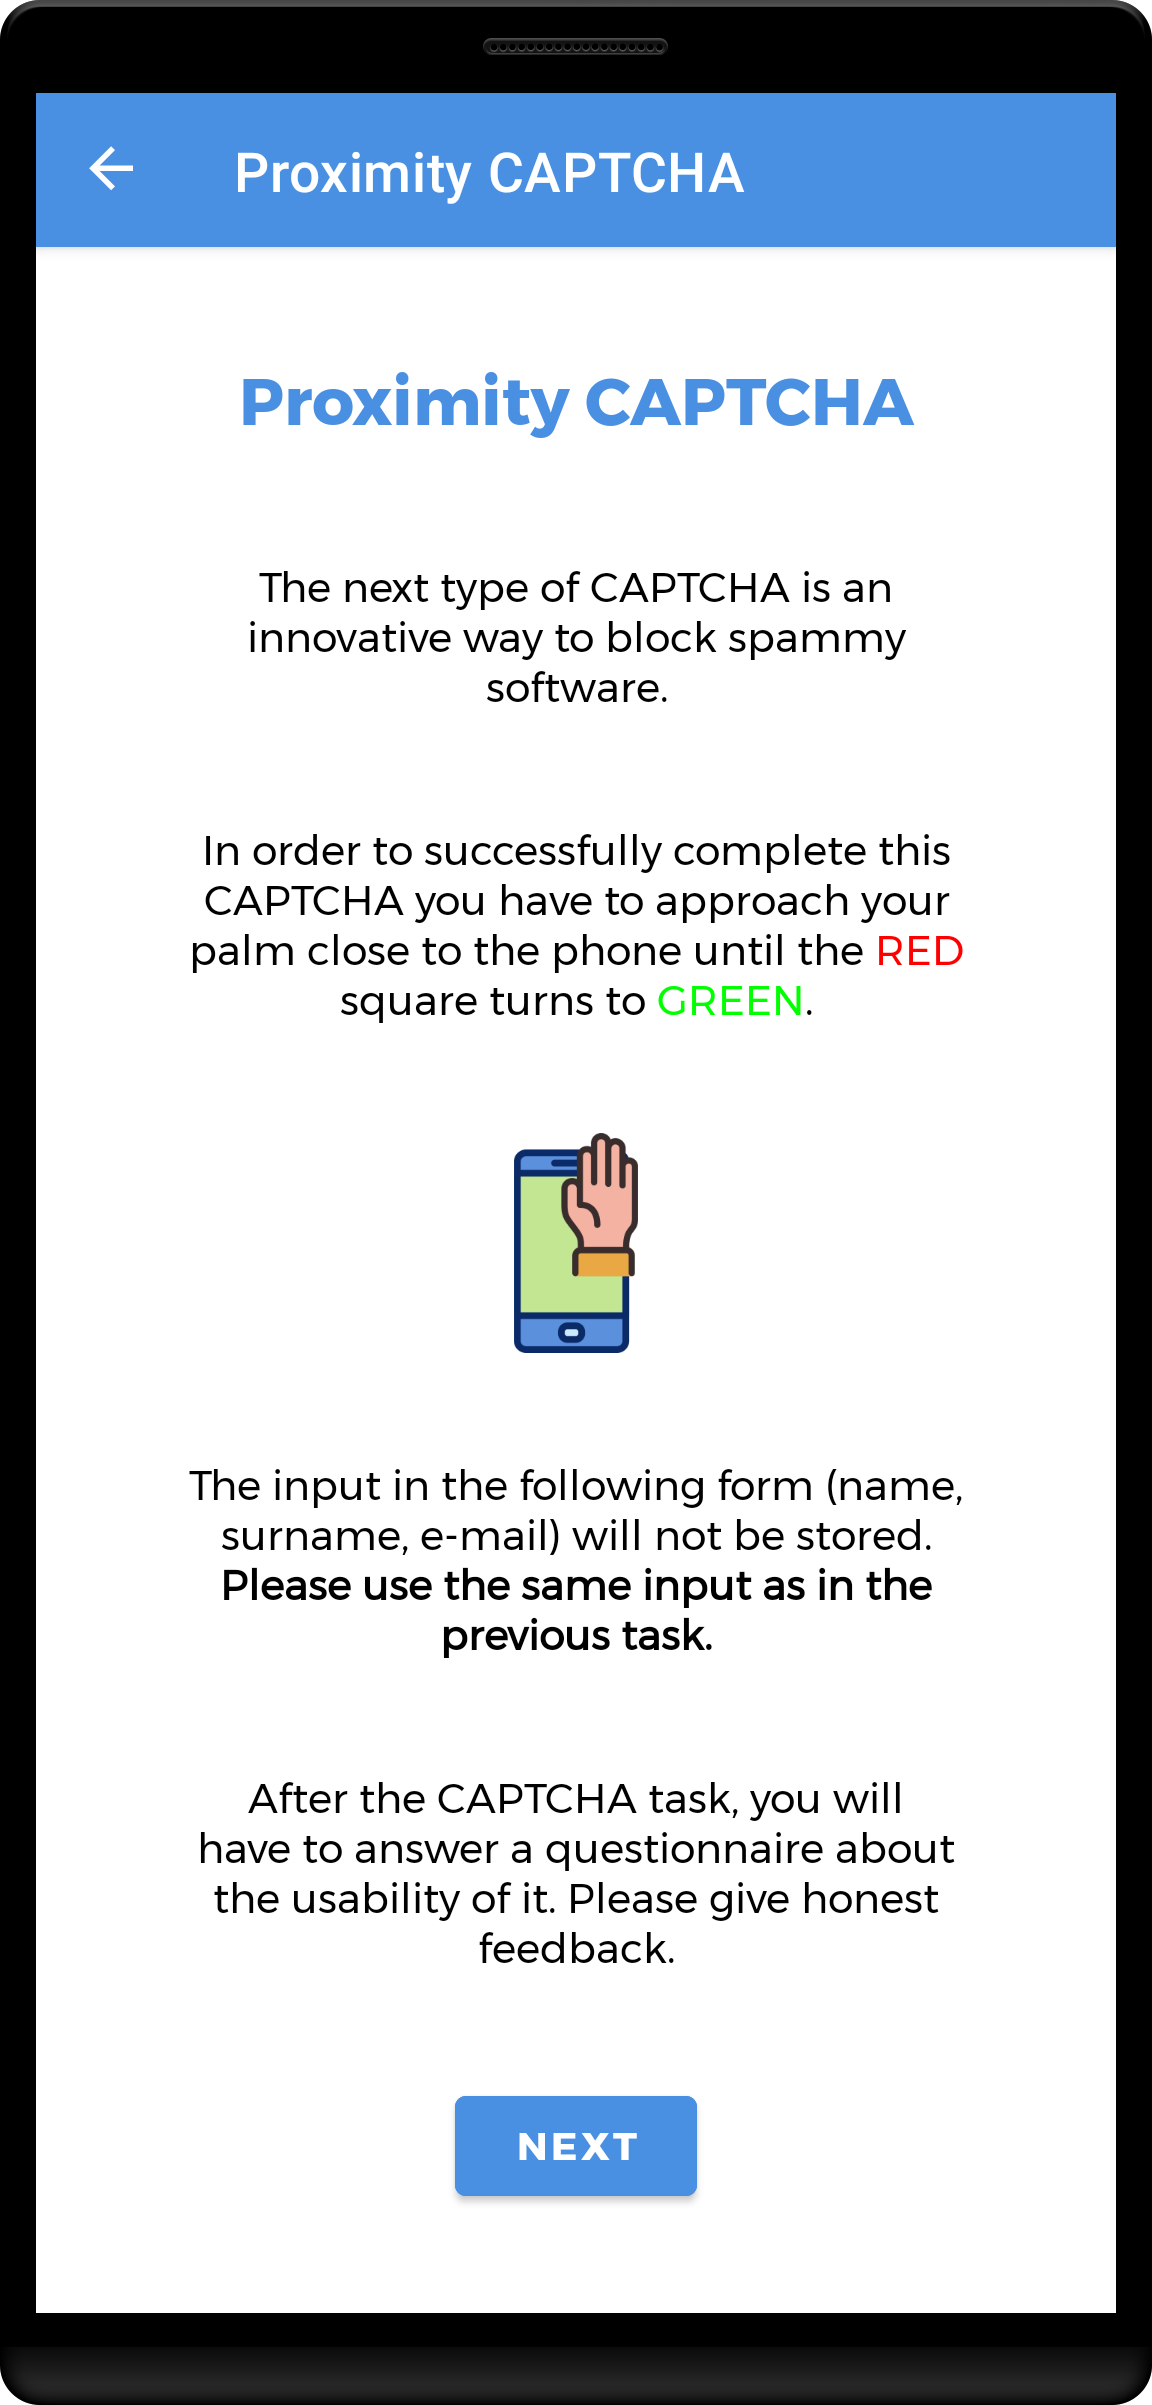 Proximity CAPTCHA
Proximity CAPTCHA
The next type of CAPTCHA is an
innovative way to block spammy
software.
In order to successfully complete this
CAPTCHA you have to approach your
palm close to the phone until the RED
square turns to GREEN.
The input in the following form (name,
surname, e-mail) will not be stored.
Please use the same input as in the
previous task.
After the CAPTCHA task, you will
have to answer a questionnaire about
the usability of it. Please give honest
feedback.
NEXT